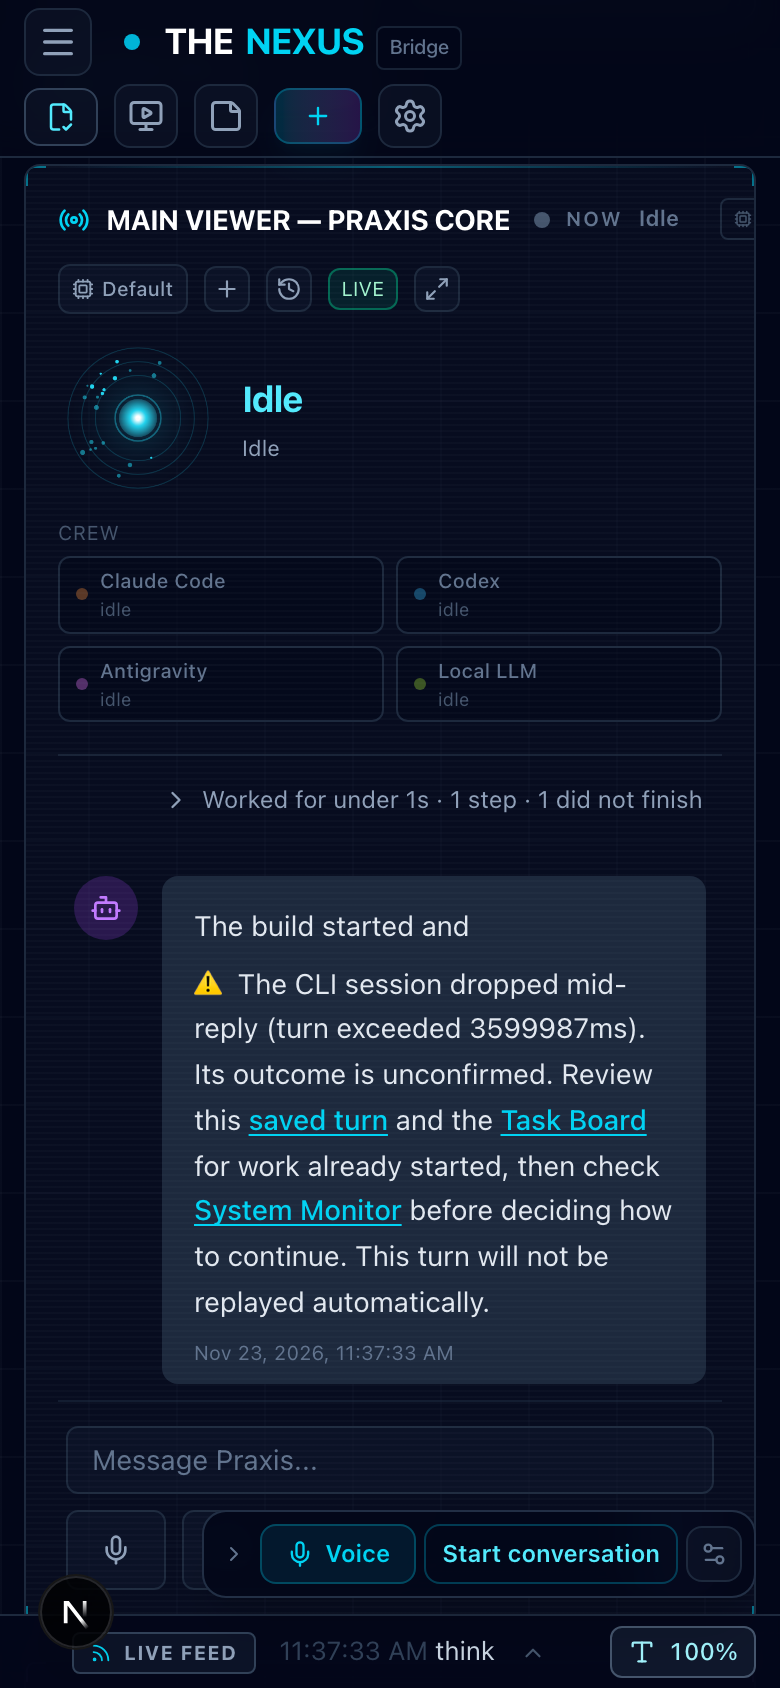 THE NEXUS Bridge
MAIN VIEWER — PRAXIS CORE NOW Idle
Default LIVE
Idle
Idle
CREW
Claude Code
idle
Codex
idle
Antigravity
idle
Local LLM
idle
Worked for under 1s · 1 step · 1 did not finish
The build started and
⚠️ The CLI session dropped mid-
reply (turn exceeded 3599987ms).
Its outcome is unconfirmed. Review
this saved turn and the Task Board
for work already started, then check
System Monitor before deciding how
to continue. This turn will not be
replayed automatically.
Nov 23, 2026, 11:37:33 AM
Message Praxis...
Voice Start conversation
N
LIVE FEED 11:37:33 AM think T 100%